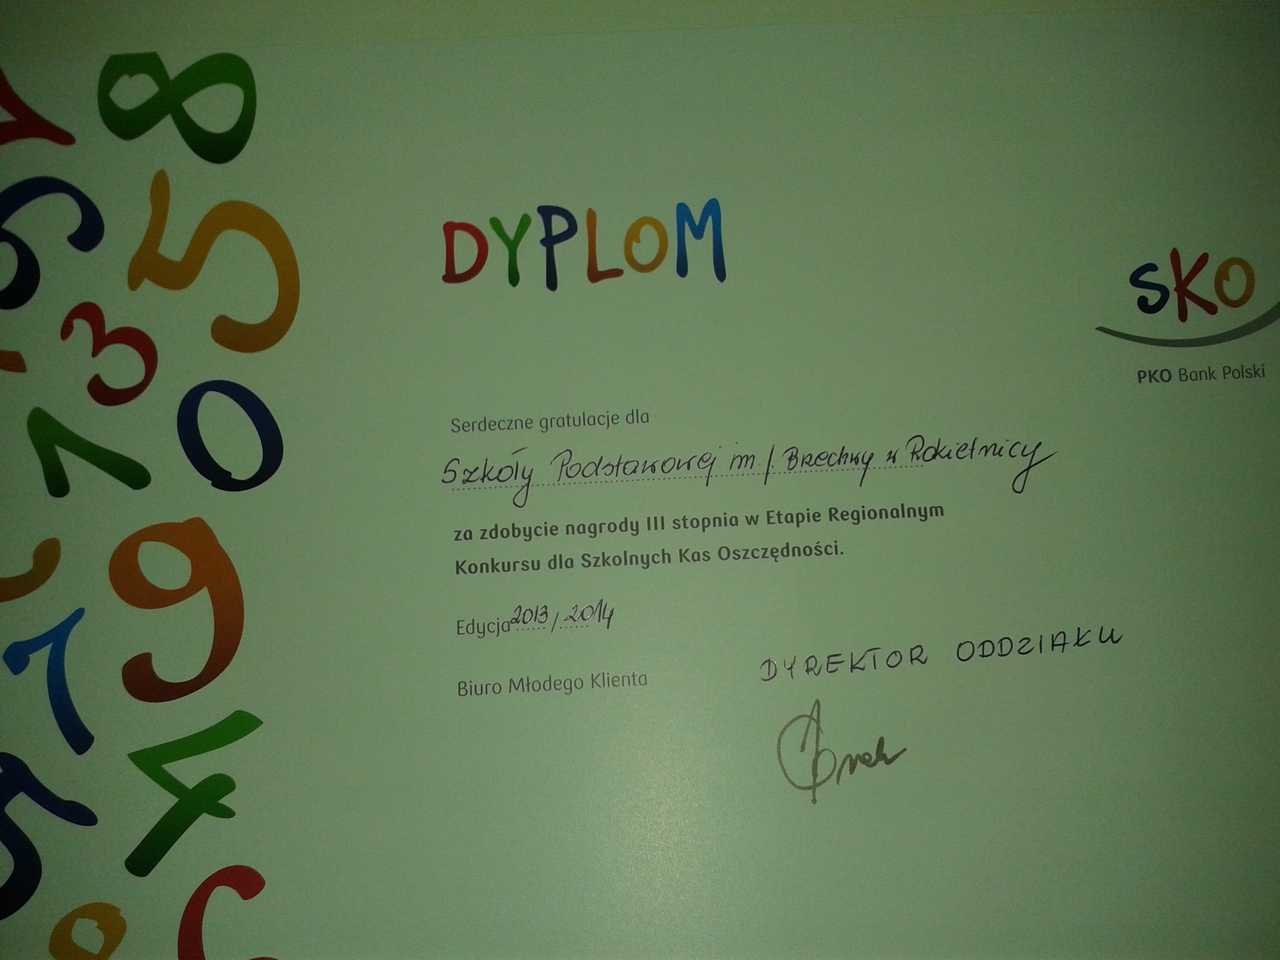 DYPLOM
SKO
PKO Bank Polski
Serdeczne gratulacje dla
Szkoły Podstawowej im J. Brechwy w Rokietnicy
za zdobycie nagrody III stopnia w Etapie Regionalnym
Konkursu dla Szkolnych Kas Oszczędności.
Edycja 2013/2014
Biuro Młodego Klienta
DYREKTOR ODDZIAŁU